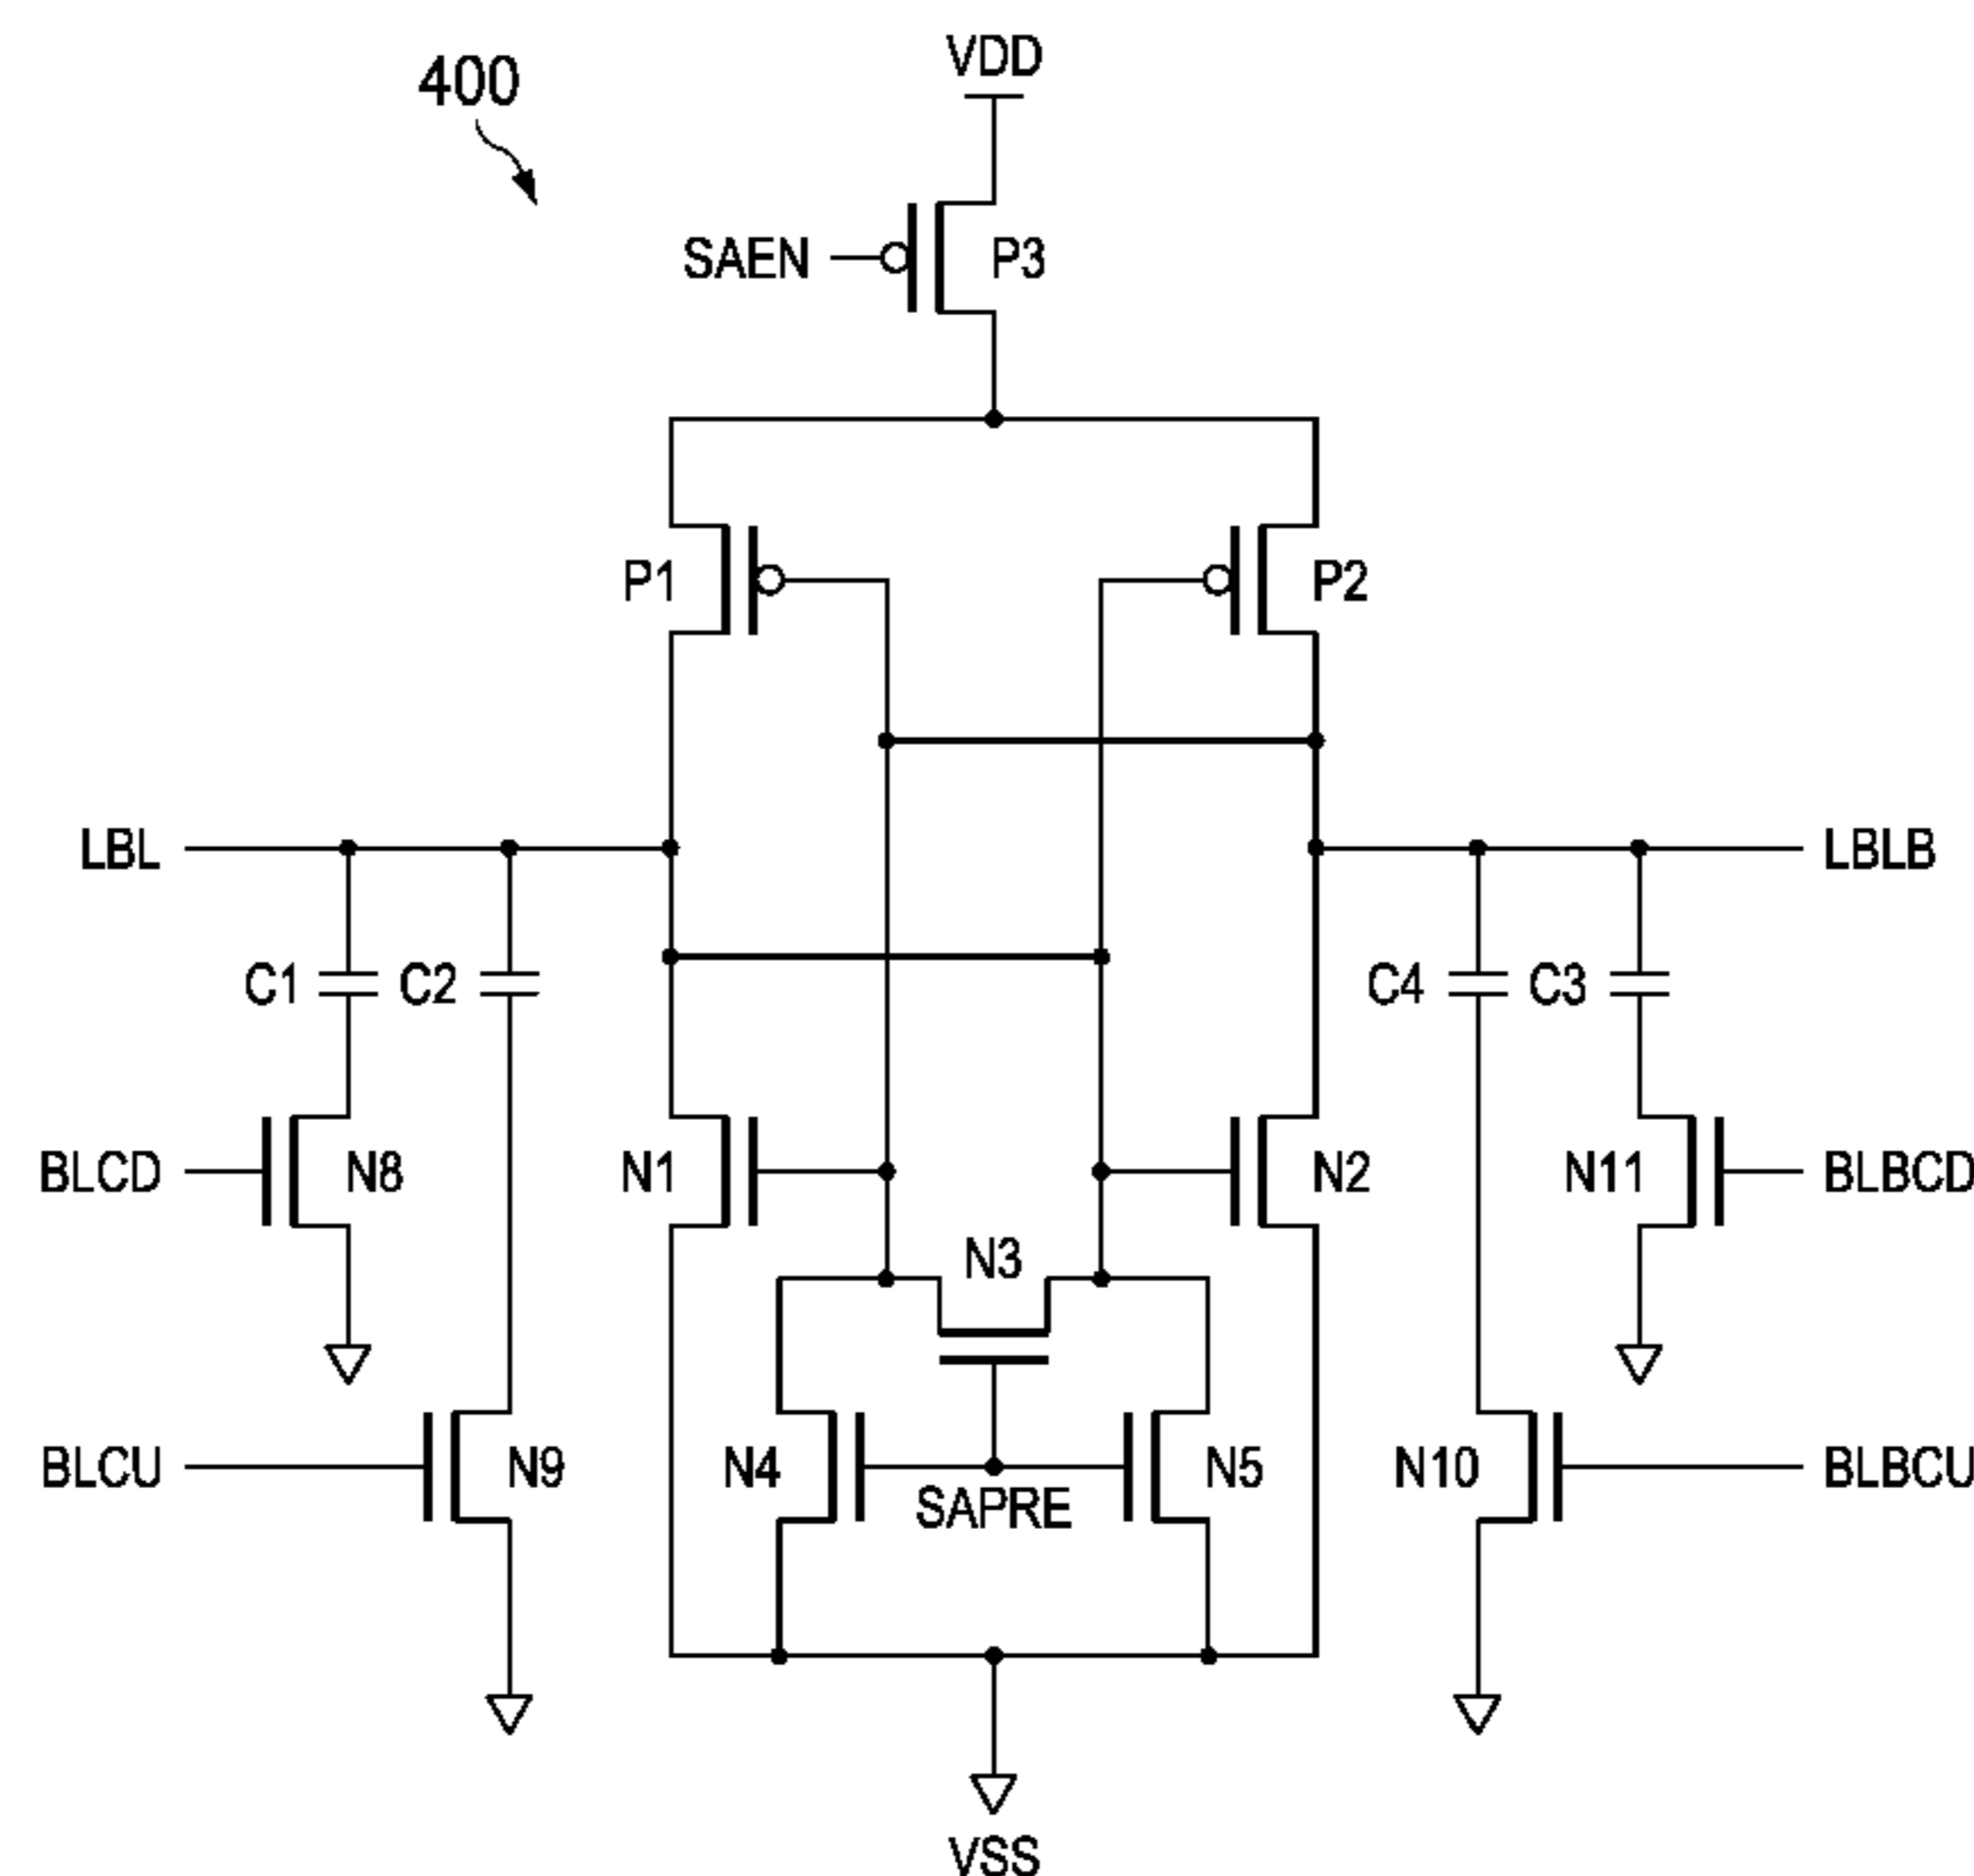 VDD
400
SAEN
P3
P1
P2
LBL
LBLB
C1
C2
C4
C3
BLCD
N8
N1
N2
N11
BLBCD
N3
BLCU
N9
N4
N5
N10
BLBCU
SAPRE
VSS